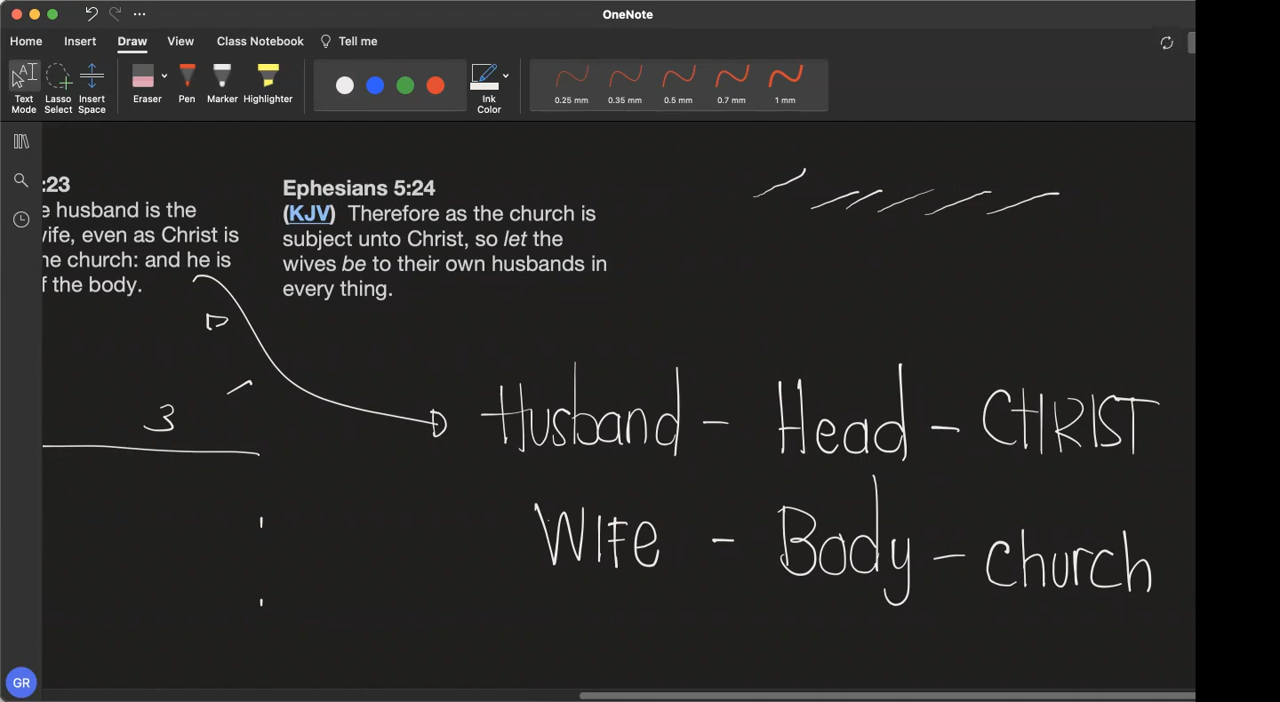 OneNote
Home Insert Draw View Class Notebook Tell me
Text Mode
Lasso Select
Insert Space
Eraser
Pen
Marker
Highlighter
Ink Color
0.25 mm 0.35 mm 0.5 mm 0.7 mm 1 mm
:23
e husband is the
wife, even as Christ is
he church: and he is
f the body.
Ephesians 5:24
(KJV) Therefore as the church is
subject unto Christ, so let the
wives be to their own husbands in
every thing.
3
Husband - Head - CHRIST
Wife - Body - church
GR